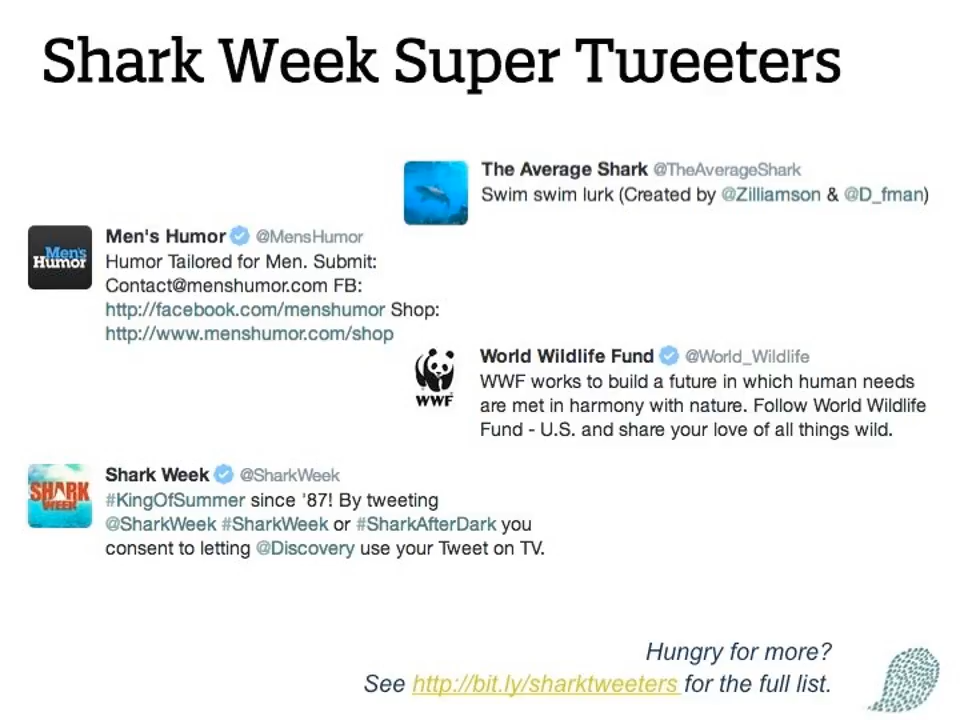 Shark Week Super Tweeters
The Average Shark @TheAverageShark
Swim swim lurk (Created by @Zilliamson & @D_fman)
Men's Humor
Men's Humor @MensHumor
Humor Tailored for Men. Submit:
Contact@menshumor.com FB:
http://facebook.com/menshumor Shop:
http://www.menshumor.com/shop
WWF
World Wildlife Fund @World_Wildlife
WWF works to build a future in which human needs
are met in harmony with nature. Follow World Wildlife
Fund - U.S. and share your love of all things wild.
SHARK
WEEK
Shark Week @SharkWeek
#KingOfSummer since '87! By tweeting
@SharkWeek #SharkWeek or #SharkAfterDark you
consent to letting @Discovery use your Tweet on TV.
Hungry for more?
See http://bit.ly/sharktweeters for the full list.